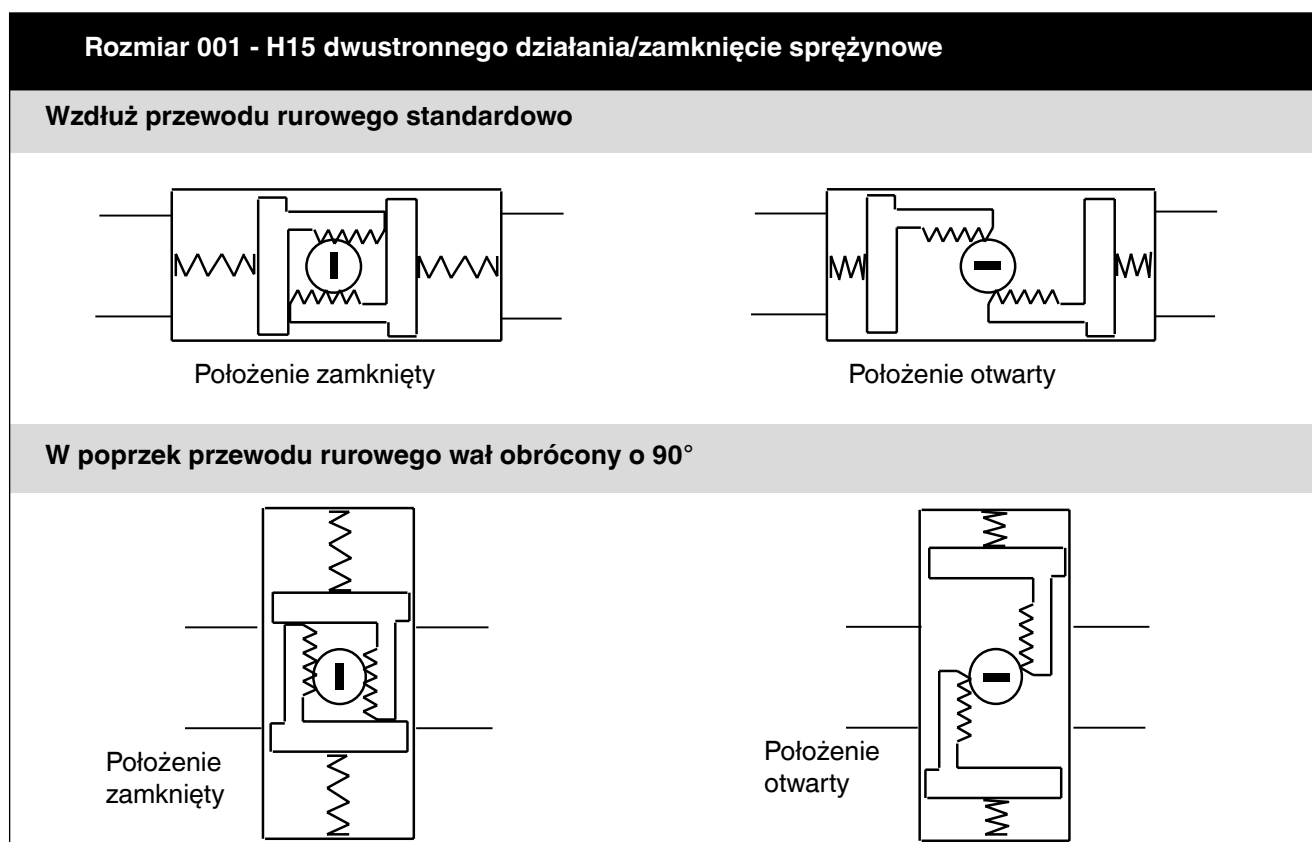 Rozmiar 001 - H15 dwustronnego działania/zamknięcie sprężynowe
Wzdłuż przewodu rurowego standardowo
Położenie zamknięty
Położenie otwarty
W poprzek przewodu rurowego wał obrócony o 90°
Położenie
zamknięty
Położenie
otwarty